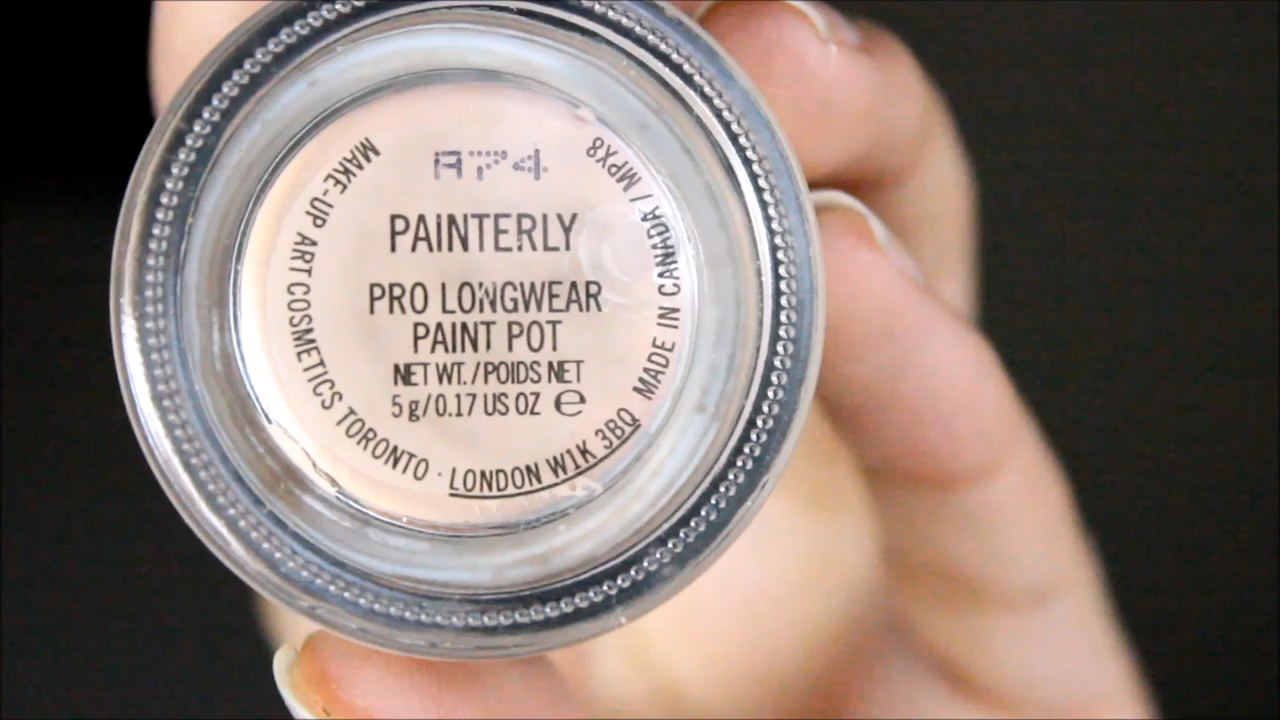 A74
PAINTERLY
PRO LONGWEAR
PAINT POT
NET WT./POIDS NET
5 g/0.17 US OZ e
MAKE-UP ART COSMETICS TORONTO · LONDON W1K 3BQ
MADE IN CANADA / MPX8